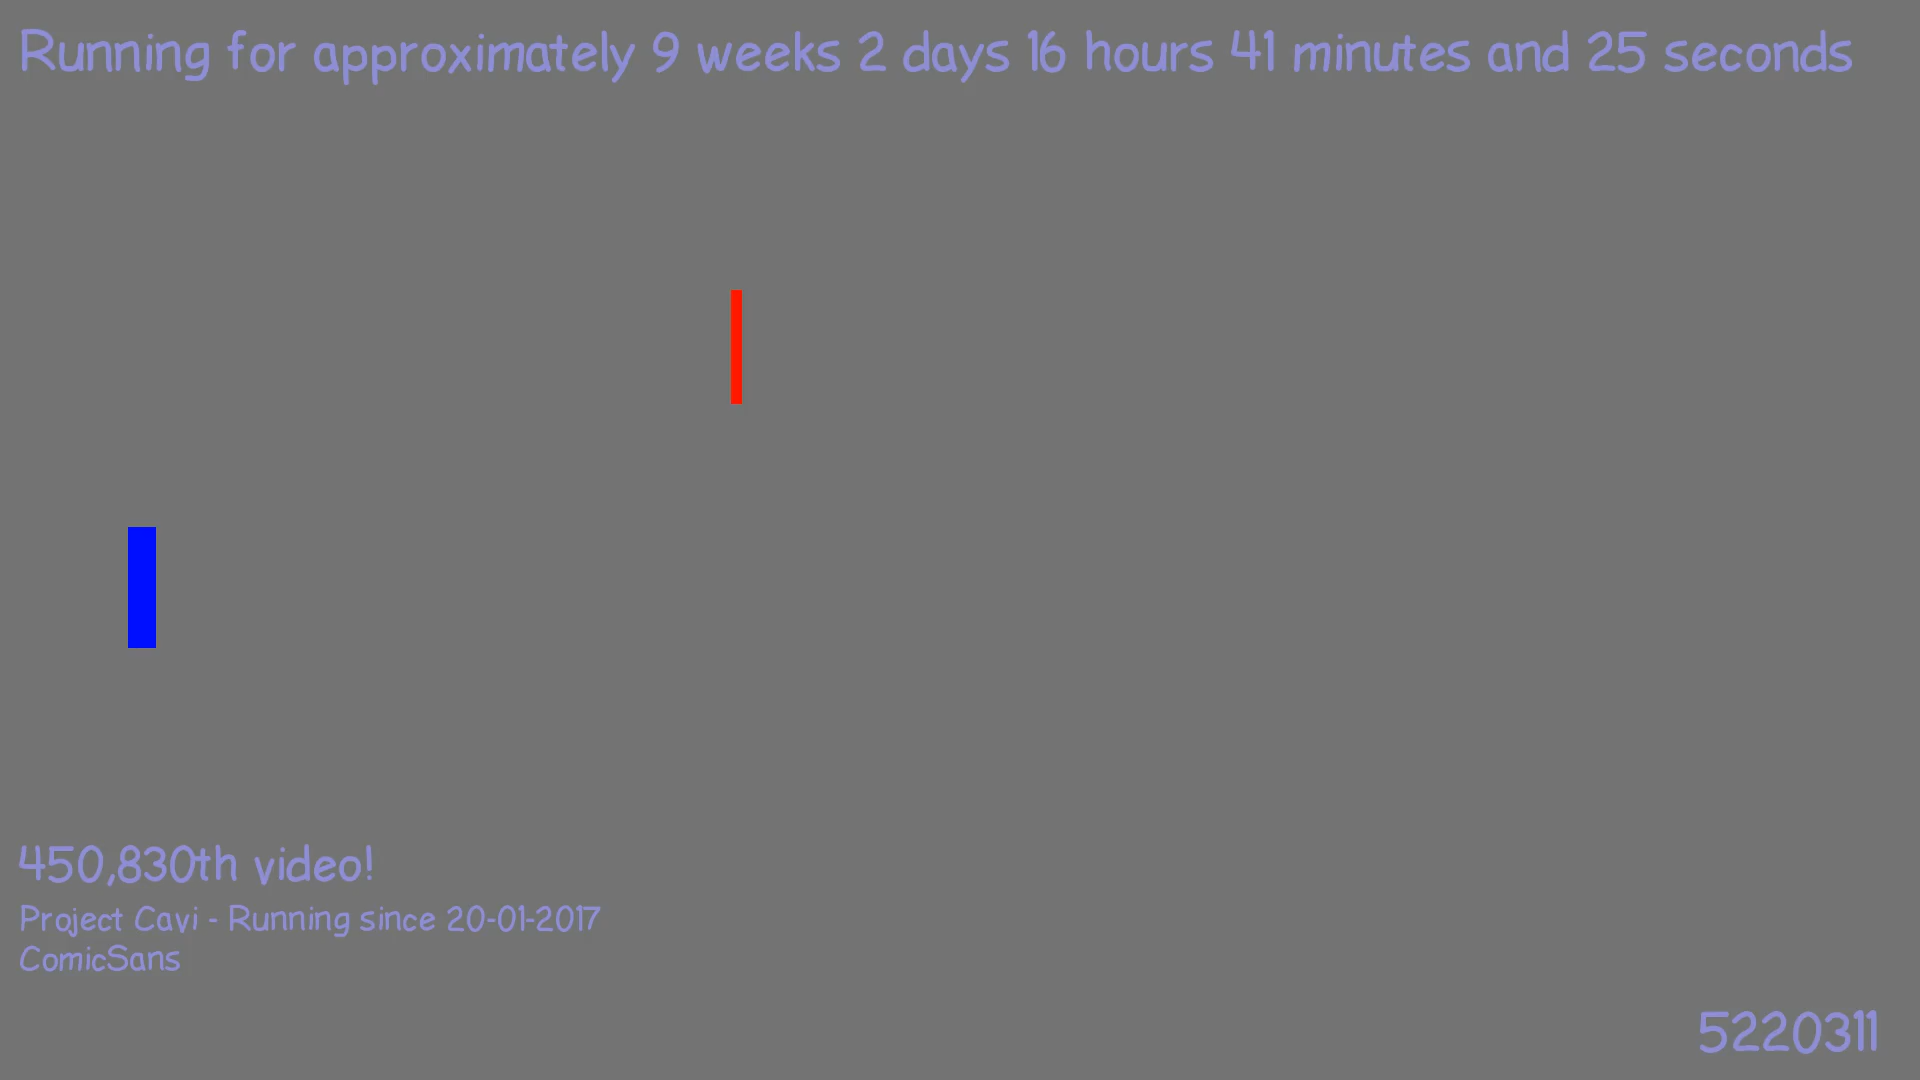 Running for approximately 9 weeks 2 days 16 hours 41 minutes and 25 seconds
450,830th video!
Project Cavi - Running since 20-01-2017
ComicSans
5220311